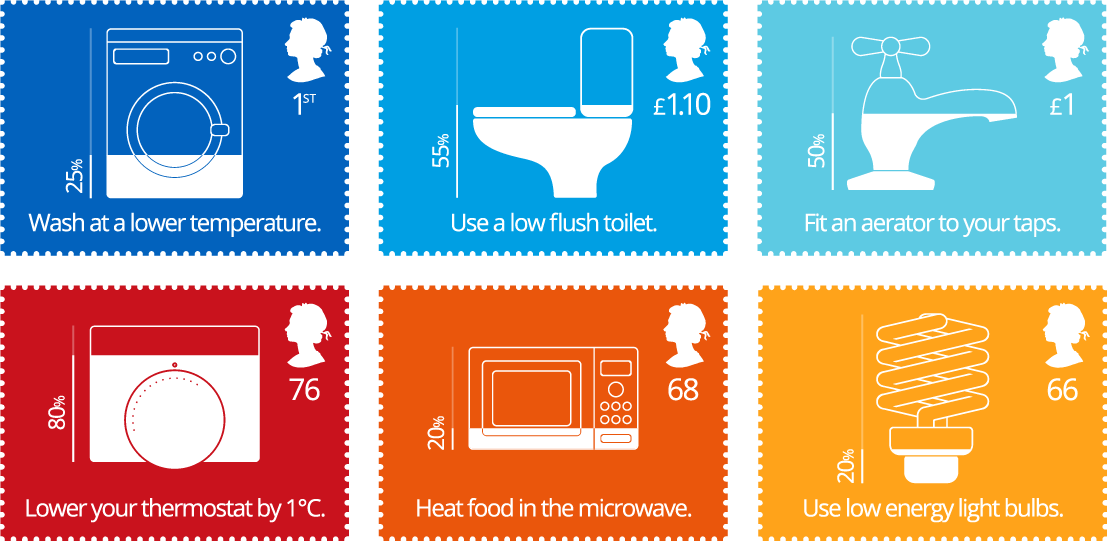 1ST
25%
Wash at a lower temperature.
£1.10
55%
Use a low flush toilet.
£1
50%
Fit an aerator to your taps.
76
80%
Lower your thermostat by 1°C.
68
20%
Heat food in the microwave.
66
20%
Use low energy light bulbs.